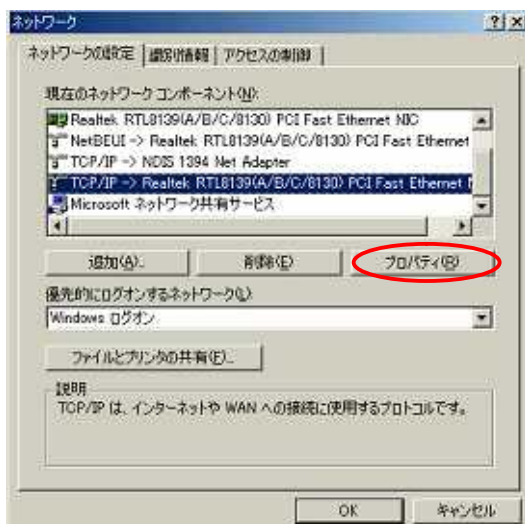 ネットワーク
ネットワークの設定 識別情報 アクセスの制御
現在のネットワーク コンポーネント(N):
Realtek RTL8139(A/B/C/8130) PCI Fast Ethernet NIC
NetBEUI -> Realtek RTL8139(A/B/C/8130) PCI Fast Ethernet
TCP/IP -> NDIS 1394 Net Adapter
TCP/IP -> Realtek RTL8139(A/B/C/8130) PCI Fast Ethernet
Microsoft ネットワーク共有サービス
追加(A)... 削除(E) プロパティ(R)
優先的にログオンするネットワーク(L):
Windows ログオン
ファイルとプリンタの共有(F)...
説明
TCP/IP は、インターネットや WAN への接続に使用するプロトコルです。
OK キャンセル